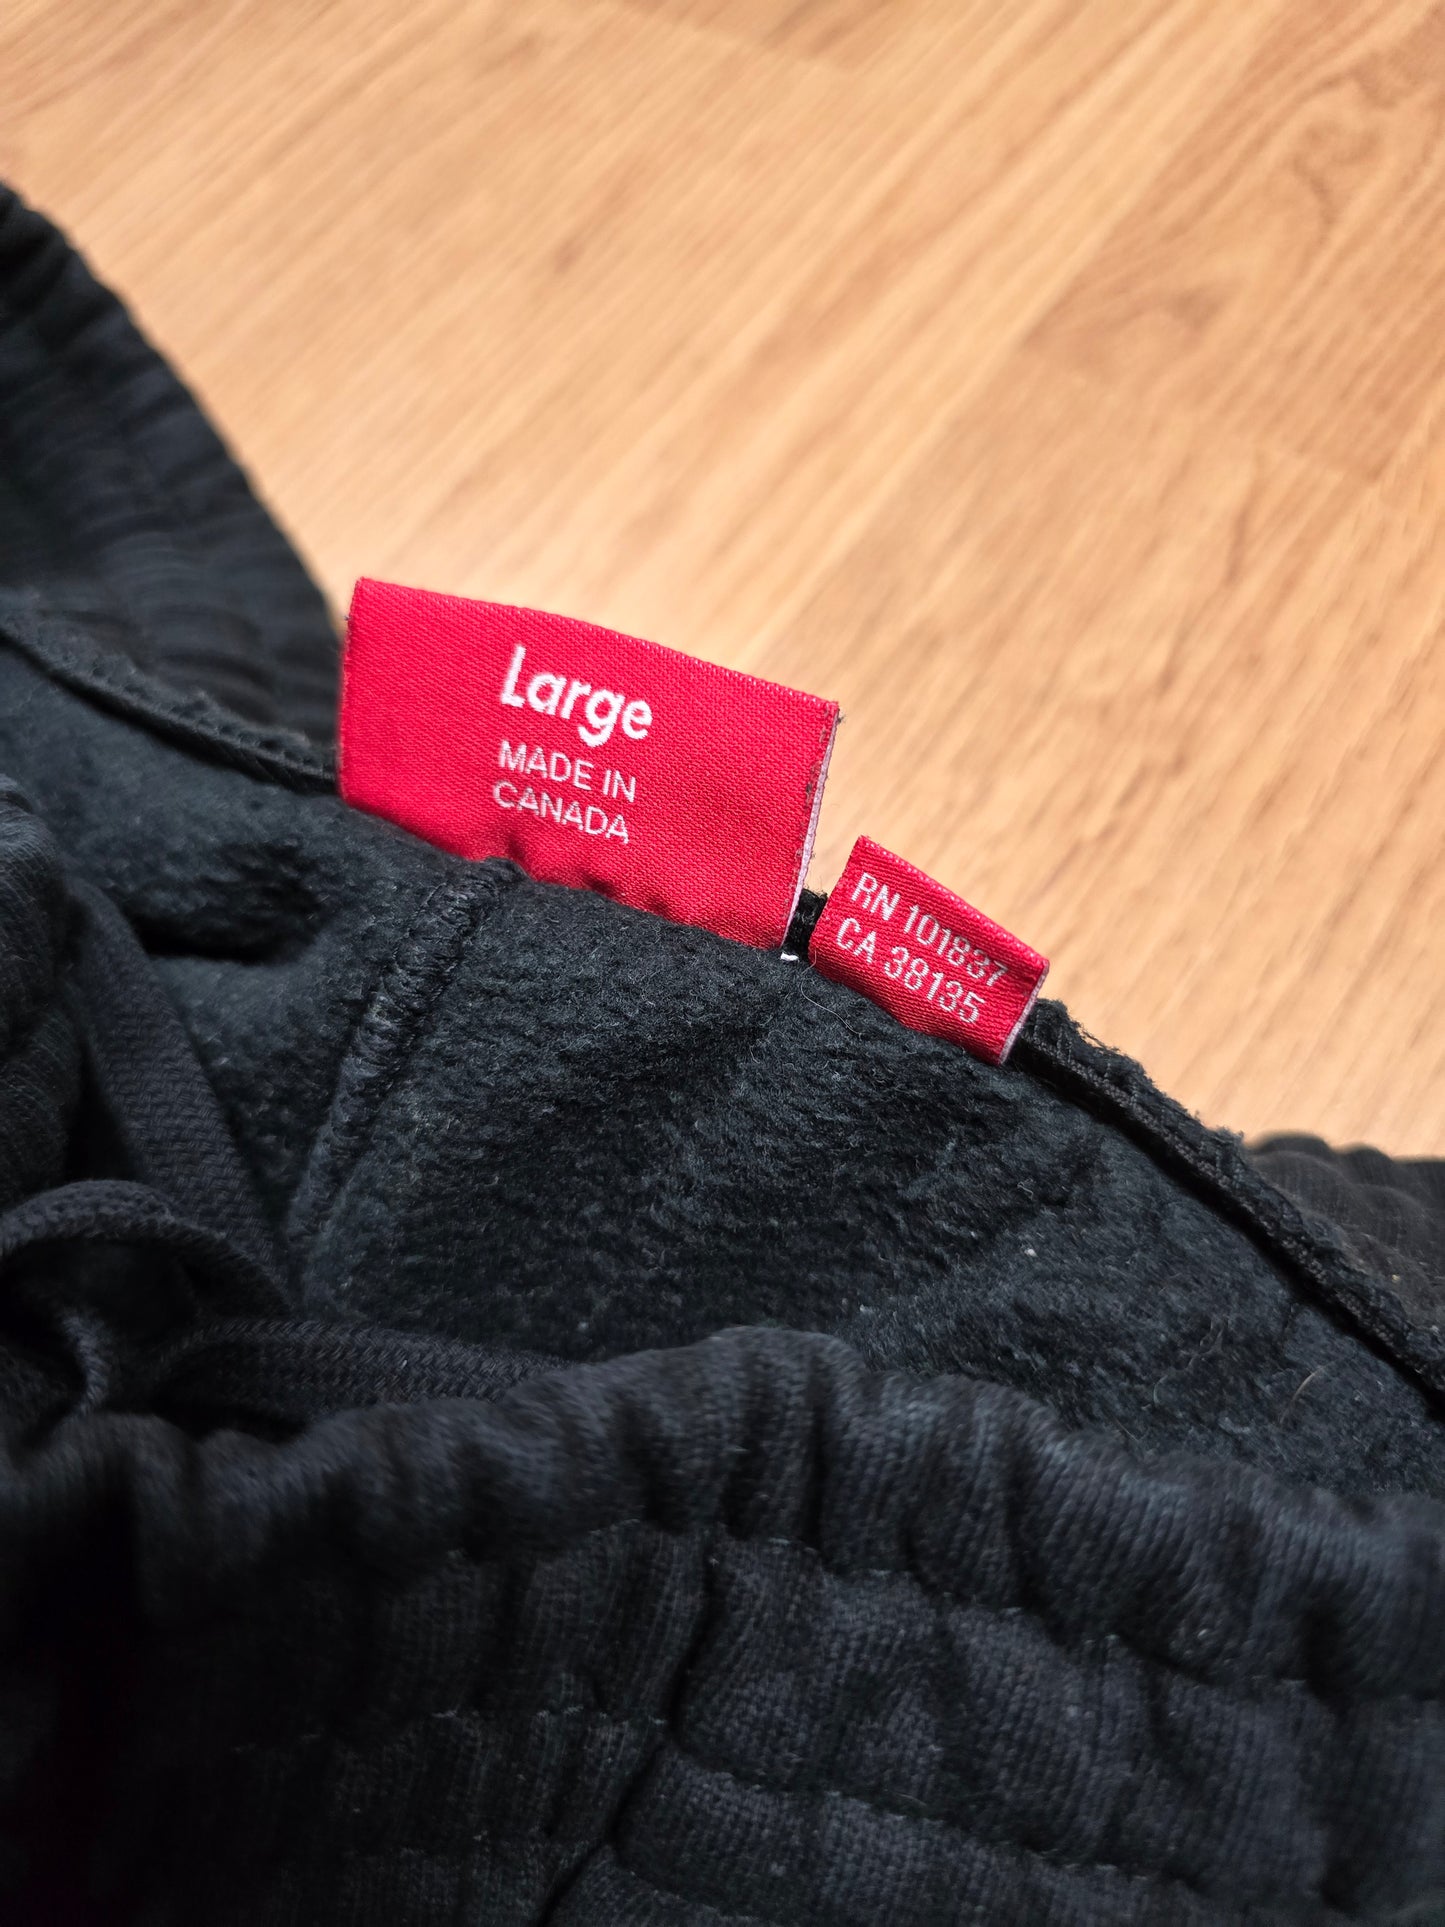 Large
MADE IN
CANADA
RN 101837
CA 38135